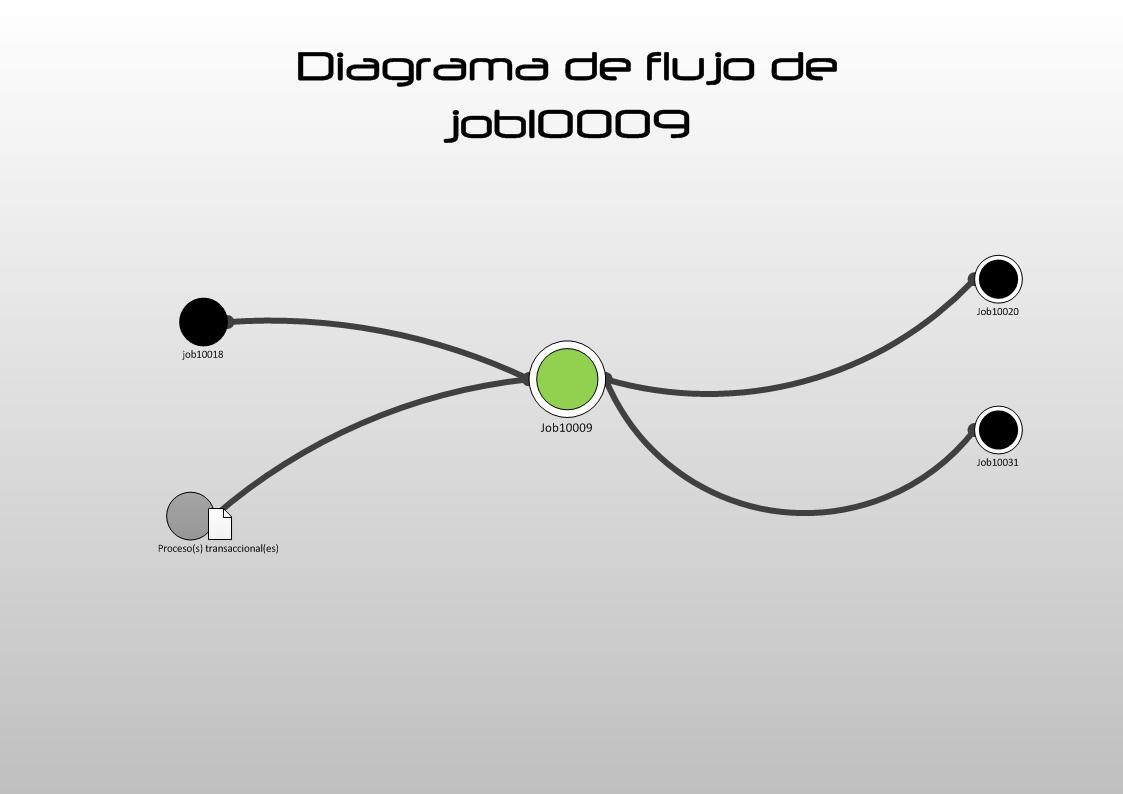 Diagrama de flujo de
job10009
Job10020
job10018
Job10009
Job10031
Proceso(s) transaccional(es)